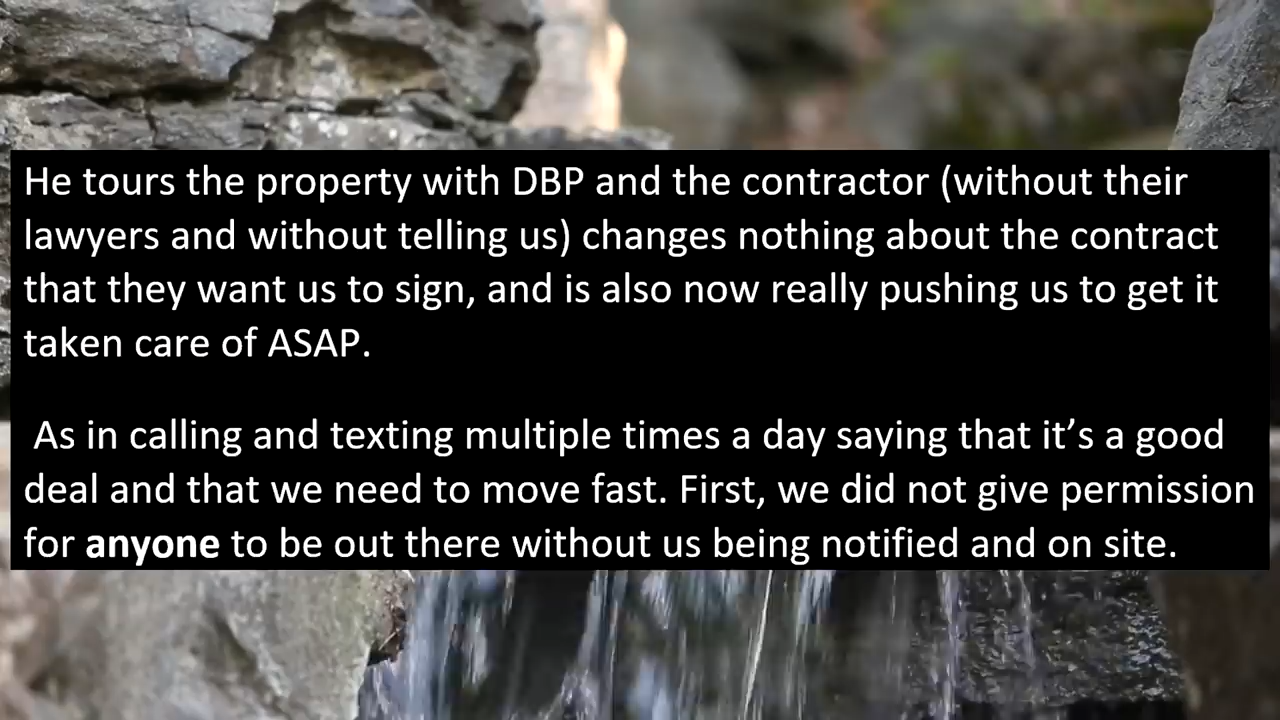 He tours the property with DBP and the contractor (without their
lawyers and without telling us) changes nothing about the contract
that they want us to sign, and is also now really pushing us to get it
taken care of ASAP.
As in calling and texting multiple times a day saying that it’s a good
deal and that we need to move fast. First, we did not give permission
for anyone to be out there without us being notified and on site.